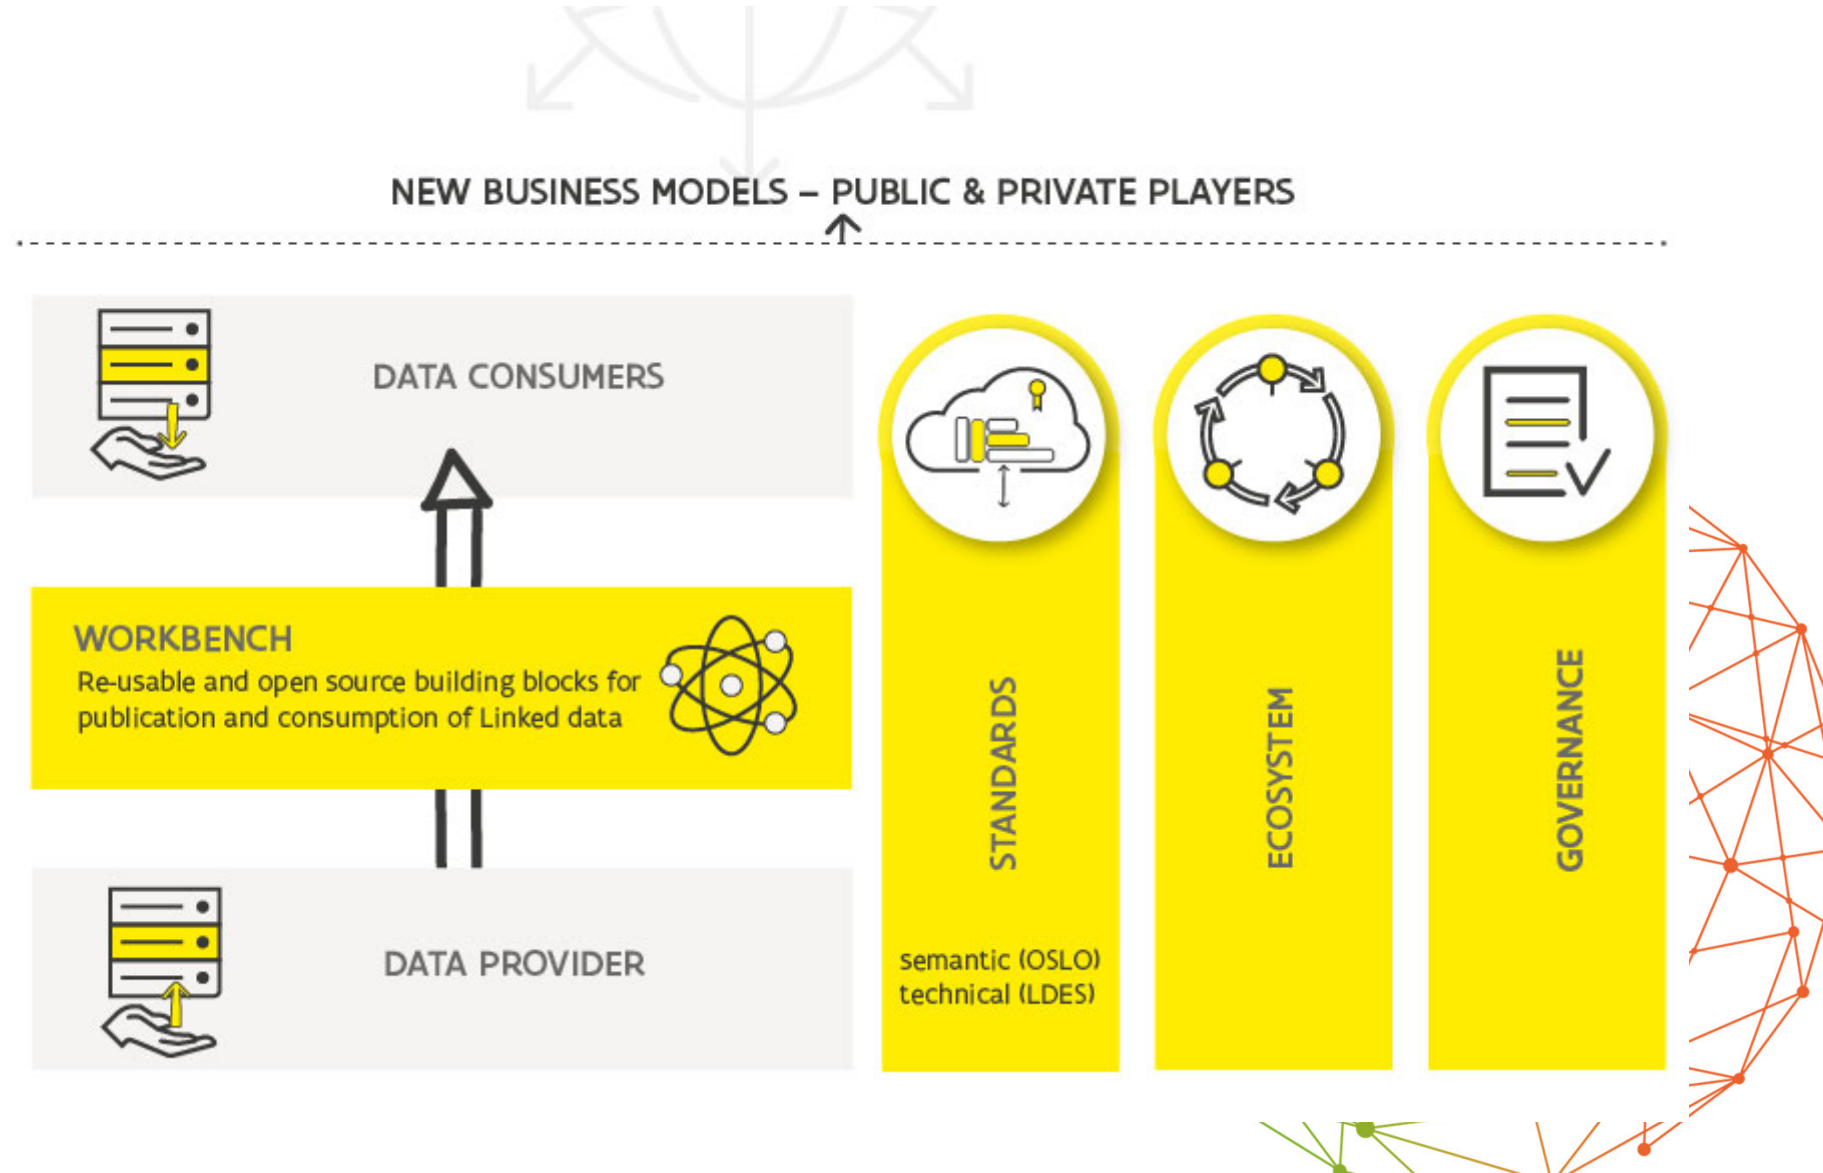 NEW BUSINESS MODELS – PUBLIC & PRIVATE PLAYERS
DATA CONSUMERS
WORKBENCH
Re-usable and open source building blocks for
publication and consumption of Linked data
DATA PROVIDER
STANDARDS
semantic (OSLO)
technical (LDES)
ECOSYSTEM
GOVERNANCE